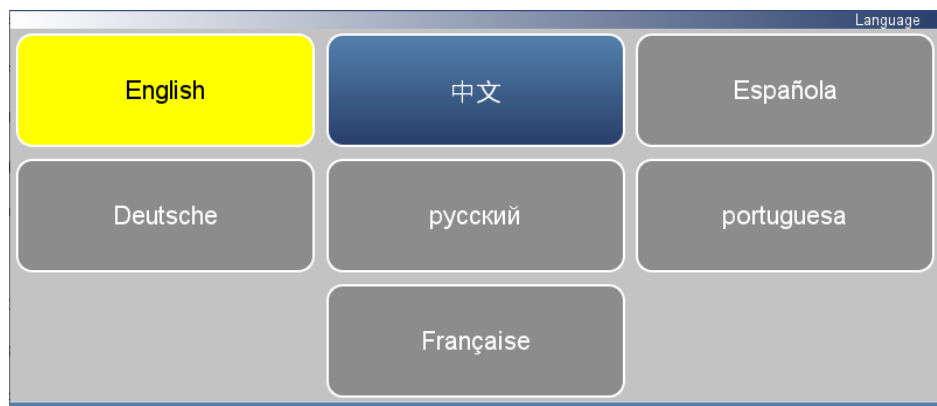 Language
English
中文
Española
Deutsche
русский
portuguesa
Française